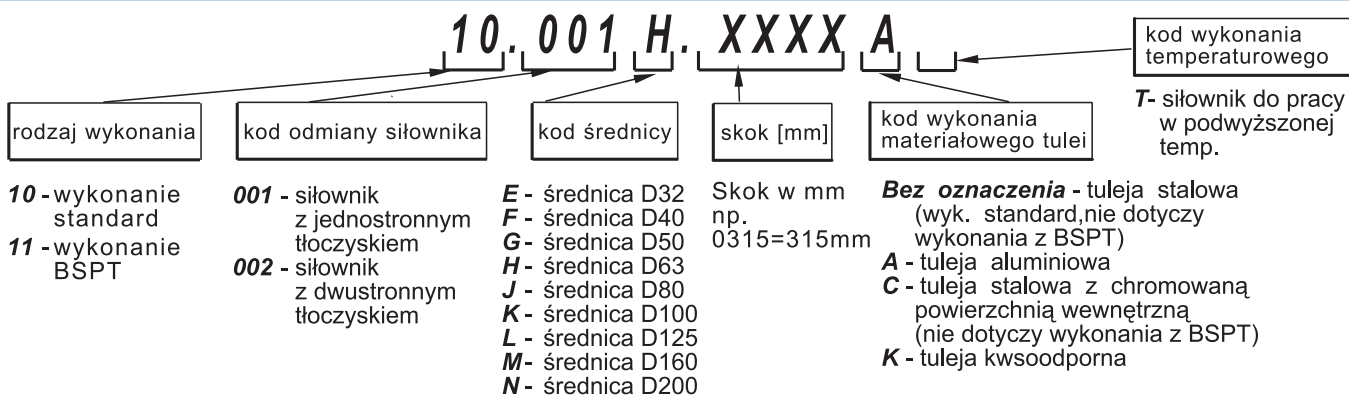 10.001 H. XXXX A
kod wykonania
temperaturowego
T- siłownik do pracy
w podwyższonej
temp.
rodzaj wykonania
10 - wykonanie
standard
11 - wykonanie
BSPT
kod odmiany siłownika
001 - siłownik
z jednostronnym
tłoczyskiem
002 - siłownik
z dwustronnym
tłoczyskiem
kod średnicy
E - średnica D32
F - średnica D40
G - średnica D50
H - średnica D63
J - średnica D80
K - średnica D100
L - średnica D125
M - średnica D160
N - średnica D200
skok [mm]
Skok w mm
np.
0315=315mm
kod wykonania
materiałowego tulei
Bez oznaczenia - tuleja stalowa
(wyk. standard,nie dotyczy
wykonania z BSPT)
A - tuleja aluminiowa
C - tuleja stalowa z chromowaną
powierzchnią wewnętrzną
(nie dotyczy wykonania z BSPT)
K - tuleja kwsoodporna